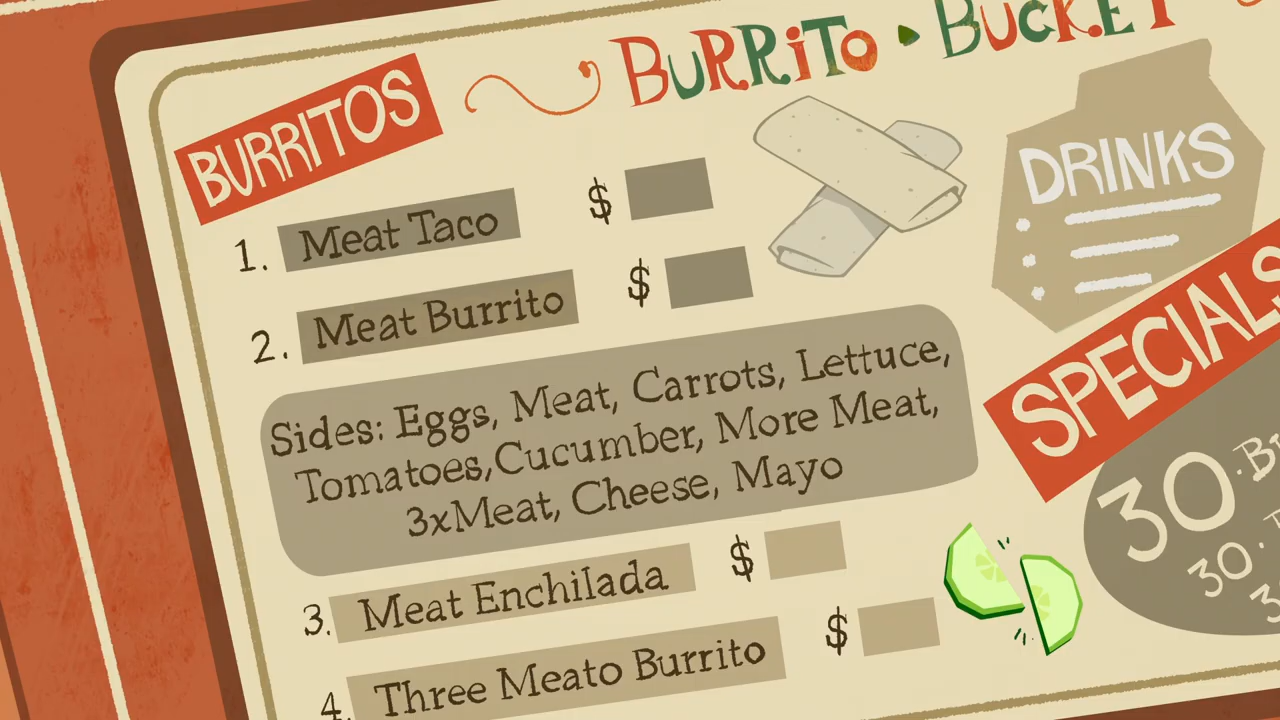 BURRITO • BUCKET
BURRITOS
1. Meat Taco $
2. Meat Burrito $
Sides: Eggs, Meat, Carrots, Lettuce,
Tomatoes,Cucumber, More Meat,
3xMeat, Cheese, Mayo
3. Meat Enchilada $
4. Three Meato Burrito $
DRINKS
SPECIALS
30.
30.